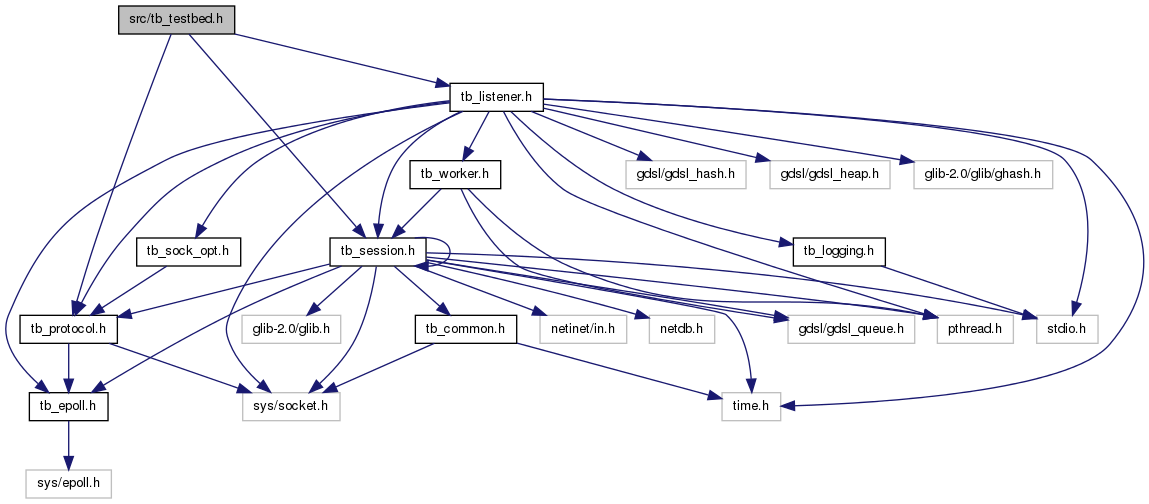 src/tb_testbed.h
tb_listener.h
tb_worker.h
gdsl/gdsl_hash.h
gdsl/gdsl_heap.h
glib-2.0/glib/ghash.h
tb_sock_opt.h
tb_session.h
tb_logging.h
tb_protocol.h
glib-2.0/glib.h
tb_common.h
netinet/in.h
netdb.h
gdsl/gdsl_queue.h
pthread.h
stdio.h
tb_epoll.h
sys/socket.h
time.h
sys/epoll.h